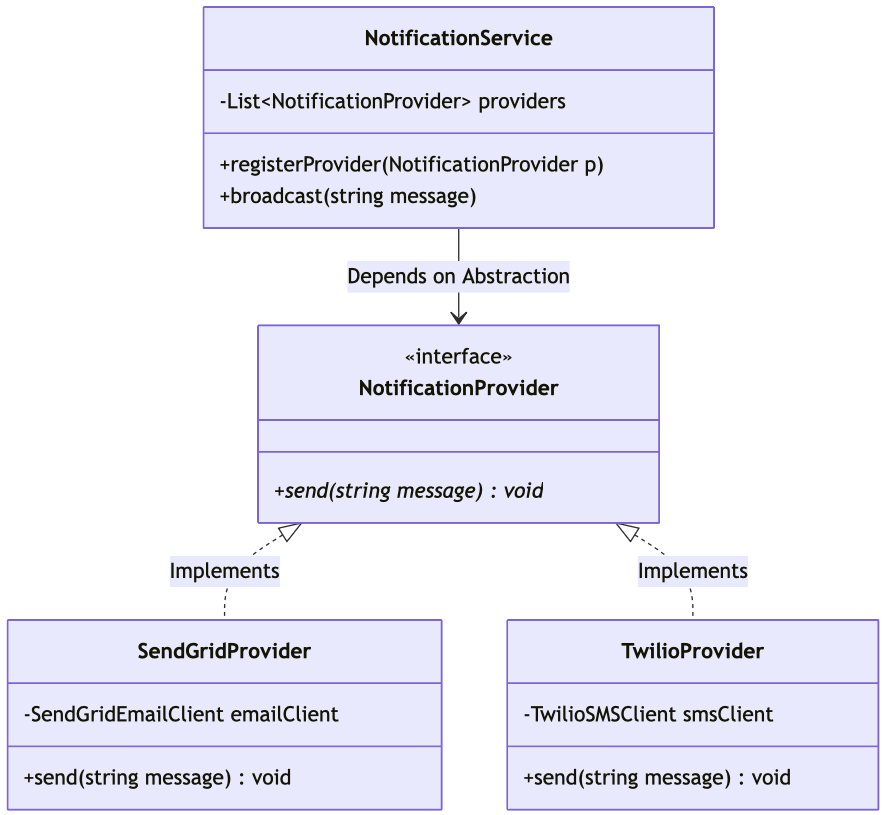 NotificationService
-List<NotificationProvider> providers
+registerProvider(NotificationProvider p)
+broadcast(string message)
Depends on Abstraction
«interface»
NotificationProvider
+send(string message) : void
Implements
Implements
SendGridProvider
-SendGridEmailClient emailClient
+send(string message) : void
TwilioProvider
-TwilioSMSClient smsClient
+send(string message) : void